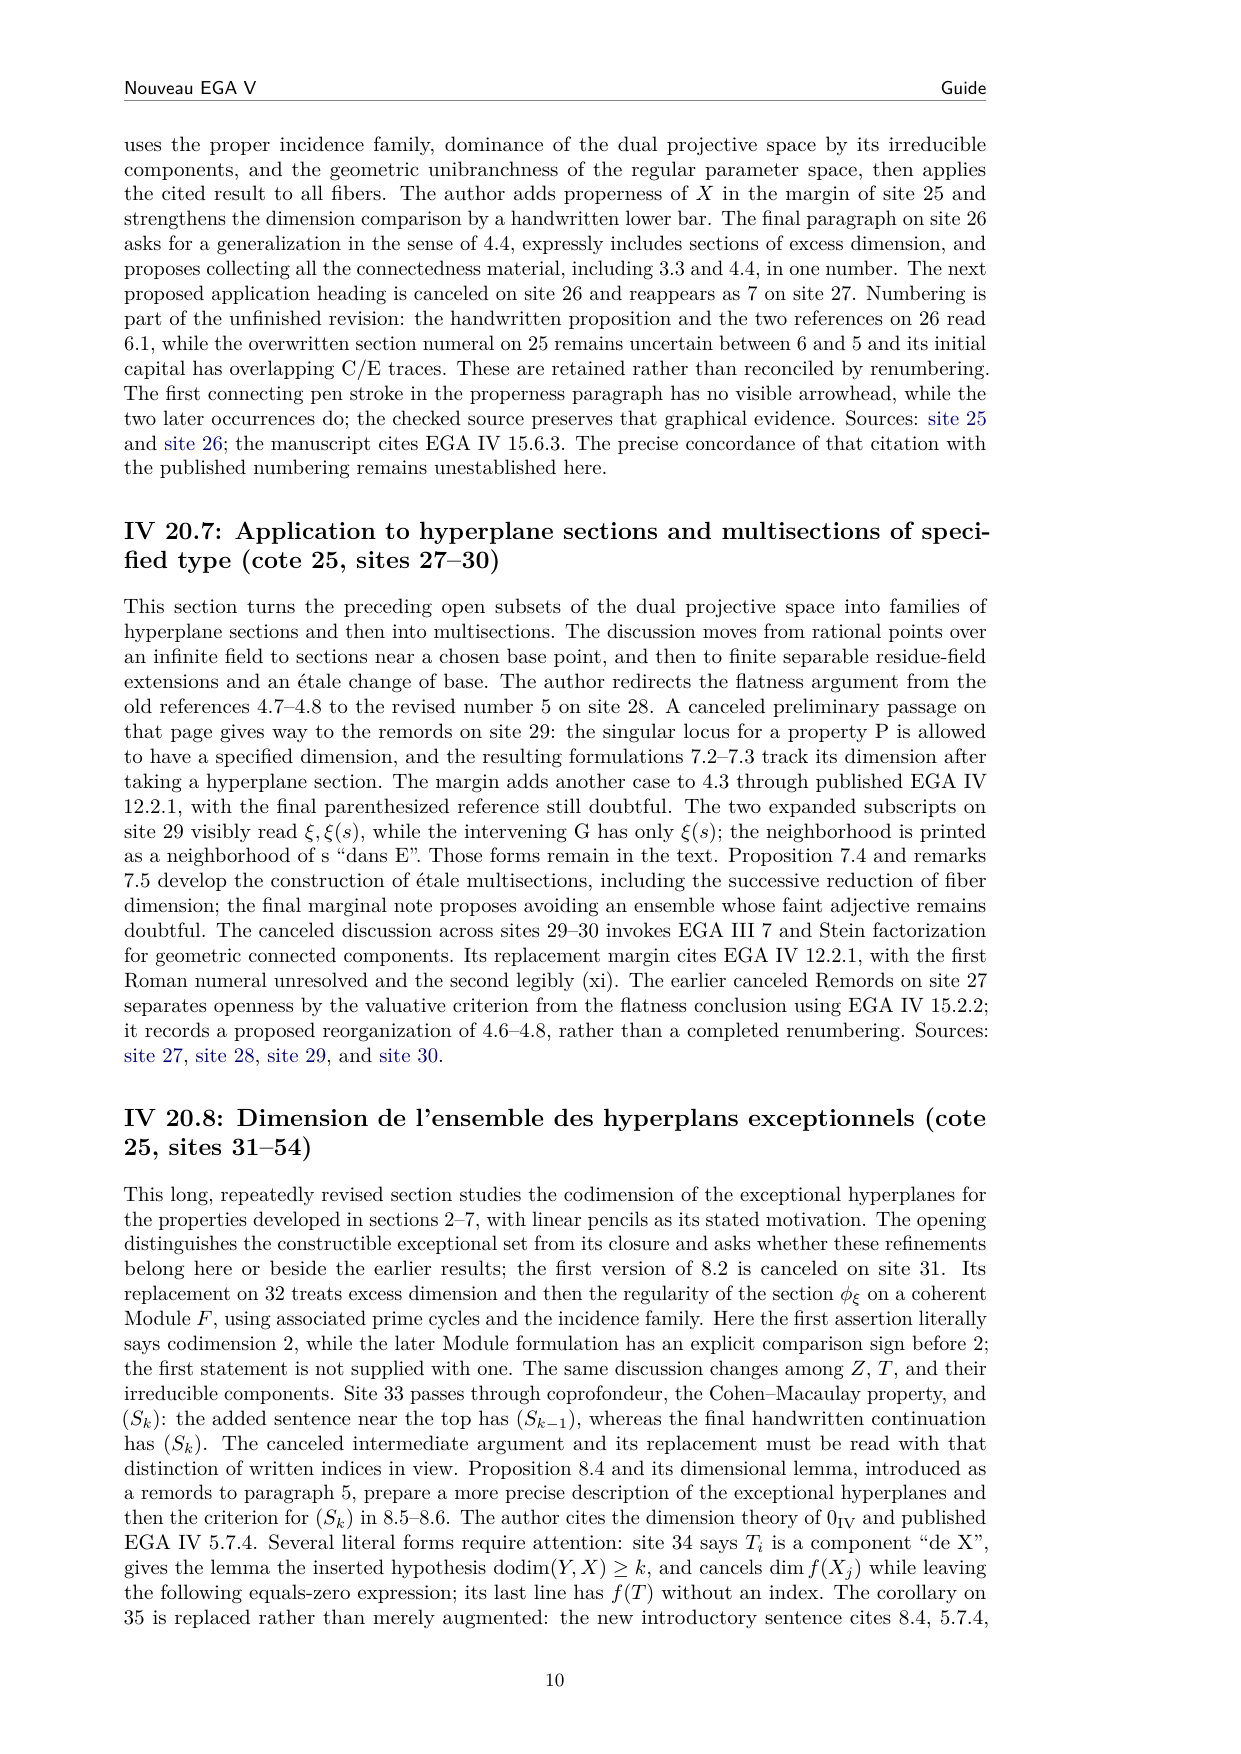 Nouveau EGA V Guide
uses the proper incidence family, dominance of the dual projective space by its irreducible
components, and the geometric unibranchness of the regular parameter space, then applies
the cited result to all fibers. The author adds properness of X in the margin of site 25 and
strengthens the dimension comparison by a handwritten lower bar. The final paragraph on site 26
asks for a generalization in the sense of 4.4, expressly includes sections of excess dimension, and
proposes collecting all the connectedness material, including 3.3 and 4.4, in one number. The next
proposed application heading is canceled on site 26 and reappears as 7 on site 27. Numbering is
part of the unfinished revision: the handwritten proposition and the two references on 26 read
6.1, while the overwritten section numeral on 25 remains uncertain between 6 and 5 and its initial
capital has overlapping C/E traces. These are retained rather than reconciled by renumbering.
The first connecting pen stroke in the properness paragraph has no visible arrowhead, while the
two later occurrences do; the checked source preserves that graphical evidence. Sources: site 25
and site 26; the manuscript cites EGA IV 15.6.3. The precise concordance of that citation with
the published numbering remains unestablished here.
IV 20.7: Application to hyperplane sections and multisections of speci-
fied type (cote 25, sites 27–30)
This section turns the preceding open subsets of the dual projective space into families of
hyperplane sections and then into multisections. The discussion moves from rational points over
an infinite field to sections near a chosen base point, and then to finite separable residue-field
extensions and an étale change of base. The author redirects the flatness argument from the
old references 4.7–4.8 to the revised number 5 on site 28. A canceled preliminary passage on
that page gives way to the remords on site 29: the singular locus for a property P is allowed
to have a specified dimension, and the resulting formulations 7.2–7.3 track its dimension after
taking a hyperplane section. The margin adds another case to 4.3 through published EGA IV
12.2.1, with the final parenthesized reference still doubtful. The two expanded subscripts on
site 29 visibly read ξ, ξ(s), while the intervening G has only ξ(s); the neighborhood is printed
as a neighborhood of s “dans E”. Those forms remain in the text. Proposition 7.4 and remarks
7.5 develop the construction of étale multisections, including the successive reduction of fiber
dimension; the final marginal note proposes avoiding an ensemble whose faint adjective remains
doubtful. The canceled discussion across sites 29–30 invokes EGA III 7 and Stein factorization
for geometric connected components. Its replacement margin cites EGA IV 12.2.1, with the first
Roman numeral unresolved and the second legibly (xi). The earlier canceled Remords on site 27
separates openness by the valuative criterion from the flatness conclusion using EGA IV 15.2.2;
it records a proposed reorganization of 4.6–4.8, rather than a completed renumbering. Sources:
site 27, site 28, site 29, and site 30.
IV 20.8: Dimension de l'ensemble des hyperplans exceptionnels (cote
25, sites 31–54)
This long, repeatedly revised section studies the codimension of the exceptional hyperplanes for
the properties developed in sections 2–7, with linear pencils as its stated motivation. The opening
distinguishes the constructible exceptional set from its closure and asks whether these refinements
belong here or beside the earlier results; the first version of 8.2 is canceled on site 31. Its
replacement on 32 treats excess dimension and then the regularity of the section ϕ_ξ on a coherent
Module F, using associated prime cycles and the incidence family. Here the first assertion literally
says codimension 2, while the later Module formulation has an explicit comparison sign before 2;
the first statement is not supplied with one. The same discussion changes among Z, T, and their
irreducible components. Site 33 passes through coprofondeur, the Cohen–Macaulay property, and
(S_k): the added sentence near the top has (S_{k−1}), whereas the final handwritten continuation
has (S_k). The canceled intermediate argument and its replacement must be read with that
distinction of written indices in view. Proposition 8.4 and its dimensional lemma, introduced as
a remords to paragraph 5, prepare a more precise description of the exceptional hyperplanes and
then the criterion for (S_k) in 8.5–8.6. The author cites the dimension theory of 0_IV and published
EGA IV 5.7.4. Several literal forms require attention: site 34 says T_i is a component “de X”,
gives the lemma the inserted hypothesis dodim(Y, X) ≥ k, and cancels dim f(X_j) while leaving
the following equals-zero expression; its last line has f(T) without an index. The corollary on
35 is replaced rather than merely augmented: the new introductory sentence cites 8.4, 5.7.4,
10